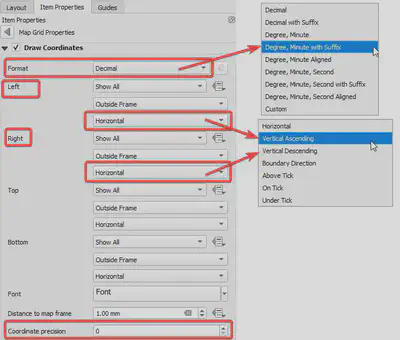 Layout
Item Properties
Guides
Item Properties
Map Grid Properties
Draw Coordinates
Format
Decimal
Left
Show All
Outside Frame
Horizontal
Right
Show All
Outside Frame
Horizontal
Top
Show All
Outside Frame
Horizontal
Bottom
Show All
Outside Frame
Horizontal
Font
Font
Distance to map frame
1.00 mm
Coordinate precision
0
Decimal
Decimal with Suffix
Degree, Minute
Degree, Minute with Suffix
Degree, Minute Aligned
Degree, Minute, Second
Degree, Minute, Second with Suffix
Degree, Minute, Second Aligned
Custom
Horizontal
Vertical Ascending
Vertical Descending
Boundary Direction
Above Tick
On Tick
Under Tick